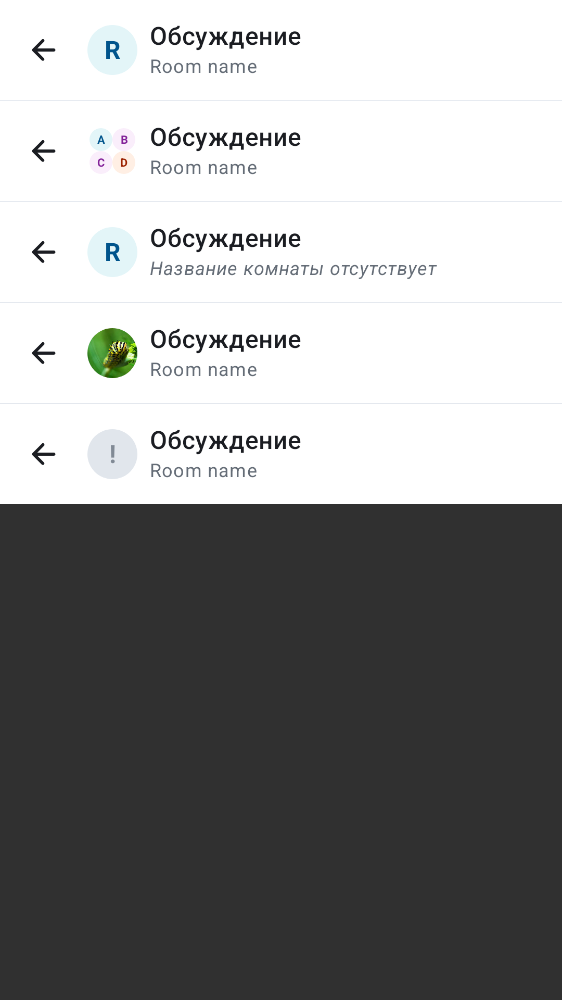 R
Обсуждение
Room name
A B
C D
Обсуждение
Room name
R
Обсуждение
Название комнаты отсутствует
Обсуждение
Room name
!
Обсуждение
Room name